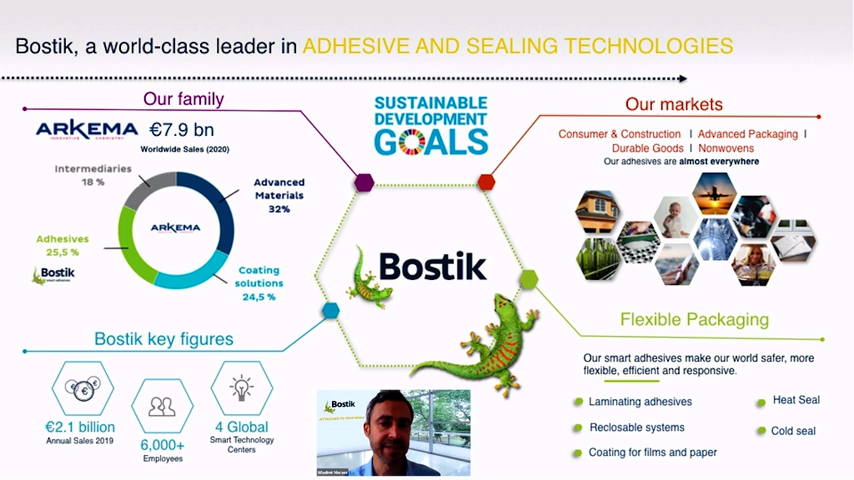 Bostik, a world-class leader in ADHESIVE AND SEALING TECHNOLOGIES
Our family
ARKEMA
INNOVATIVE CHEMISTRY
€7.9 bn
Worldwide Sales (2020)
Intermediaries
18 %
Advanced
Materials
32%
ARKEMA
Adhesives
25,5 %
Bostik
Coating
solutions
24,5 %
SUSTAINABLE
DEVELOPMENT
GOALS
Bostik
Our markets
Consumer & Construction I Advanced Packaging I
Durable Goods I Nonwovens
Our adhesives are almost everywhere
Bostik key figures
€2.1 billion
Annual Sales 2019
6,000+
Employees
4 Global
Smart Technology
Centers
Bostik
Flexible Packaging
Our smart adhesives make our world safer, more
flexible, efficient and responsive.
Laminating adhesives
Reclosable systems
Coating for films and paper
Heat Seal
Cold seal